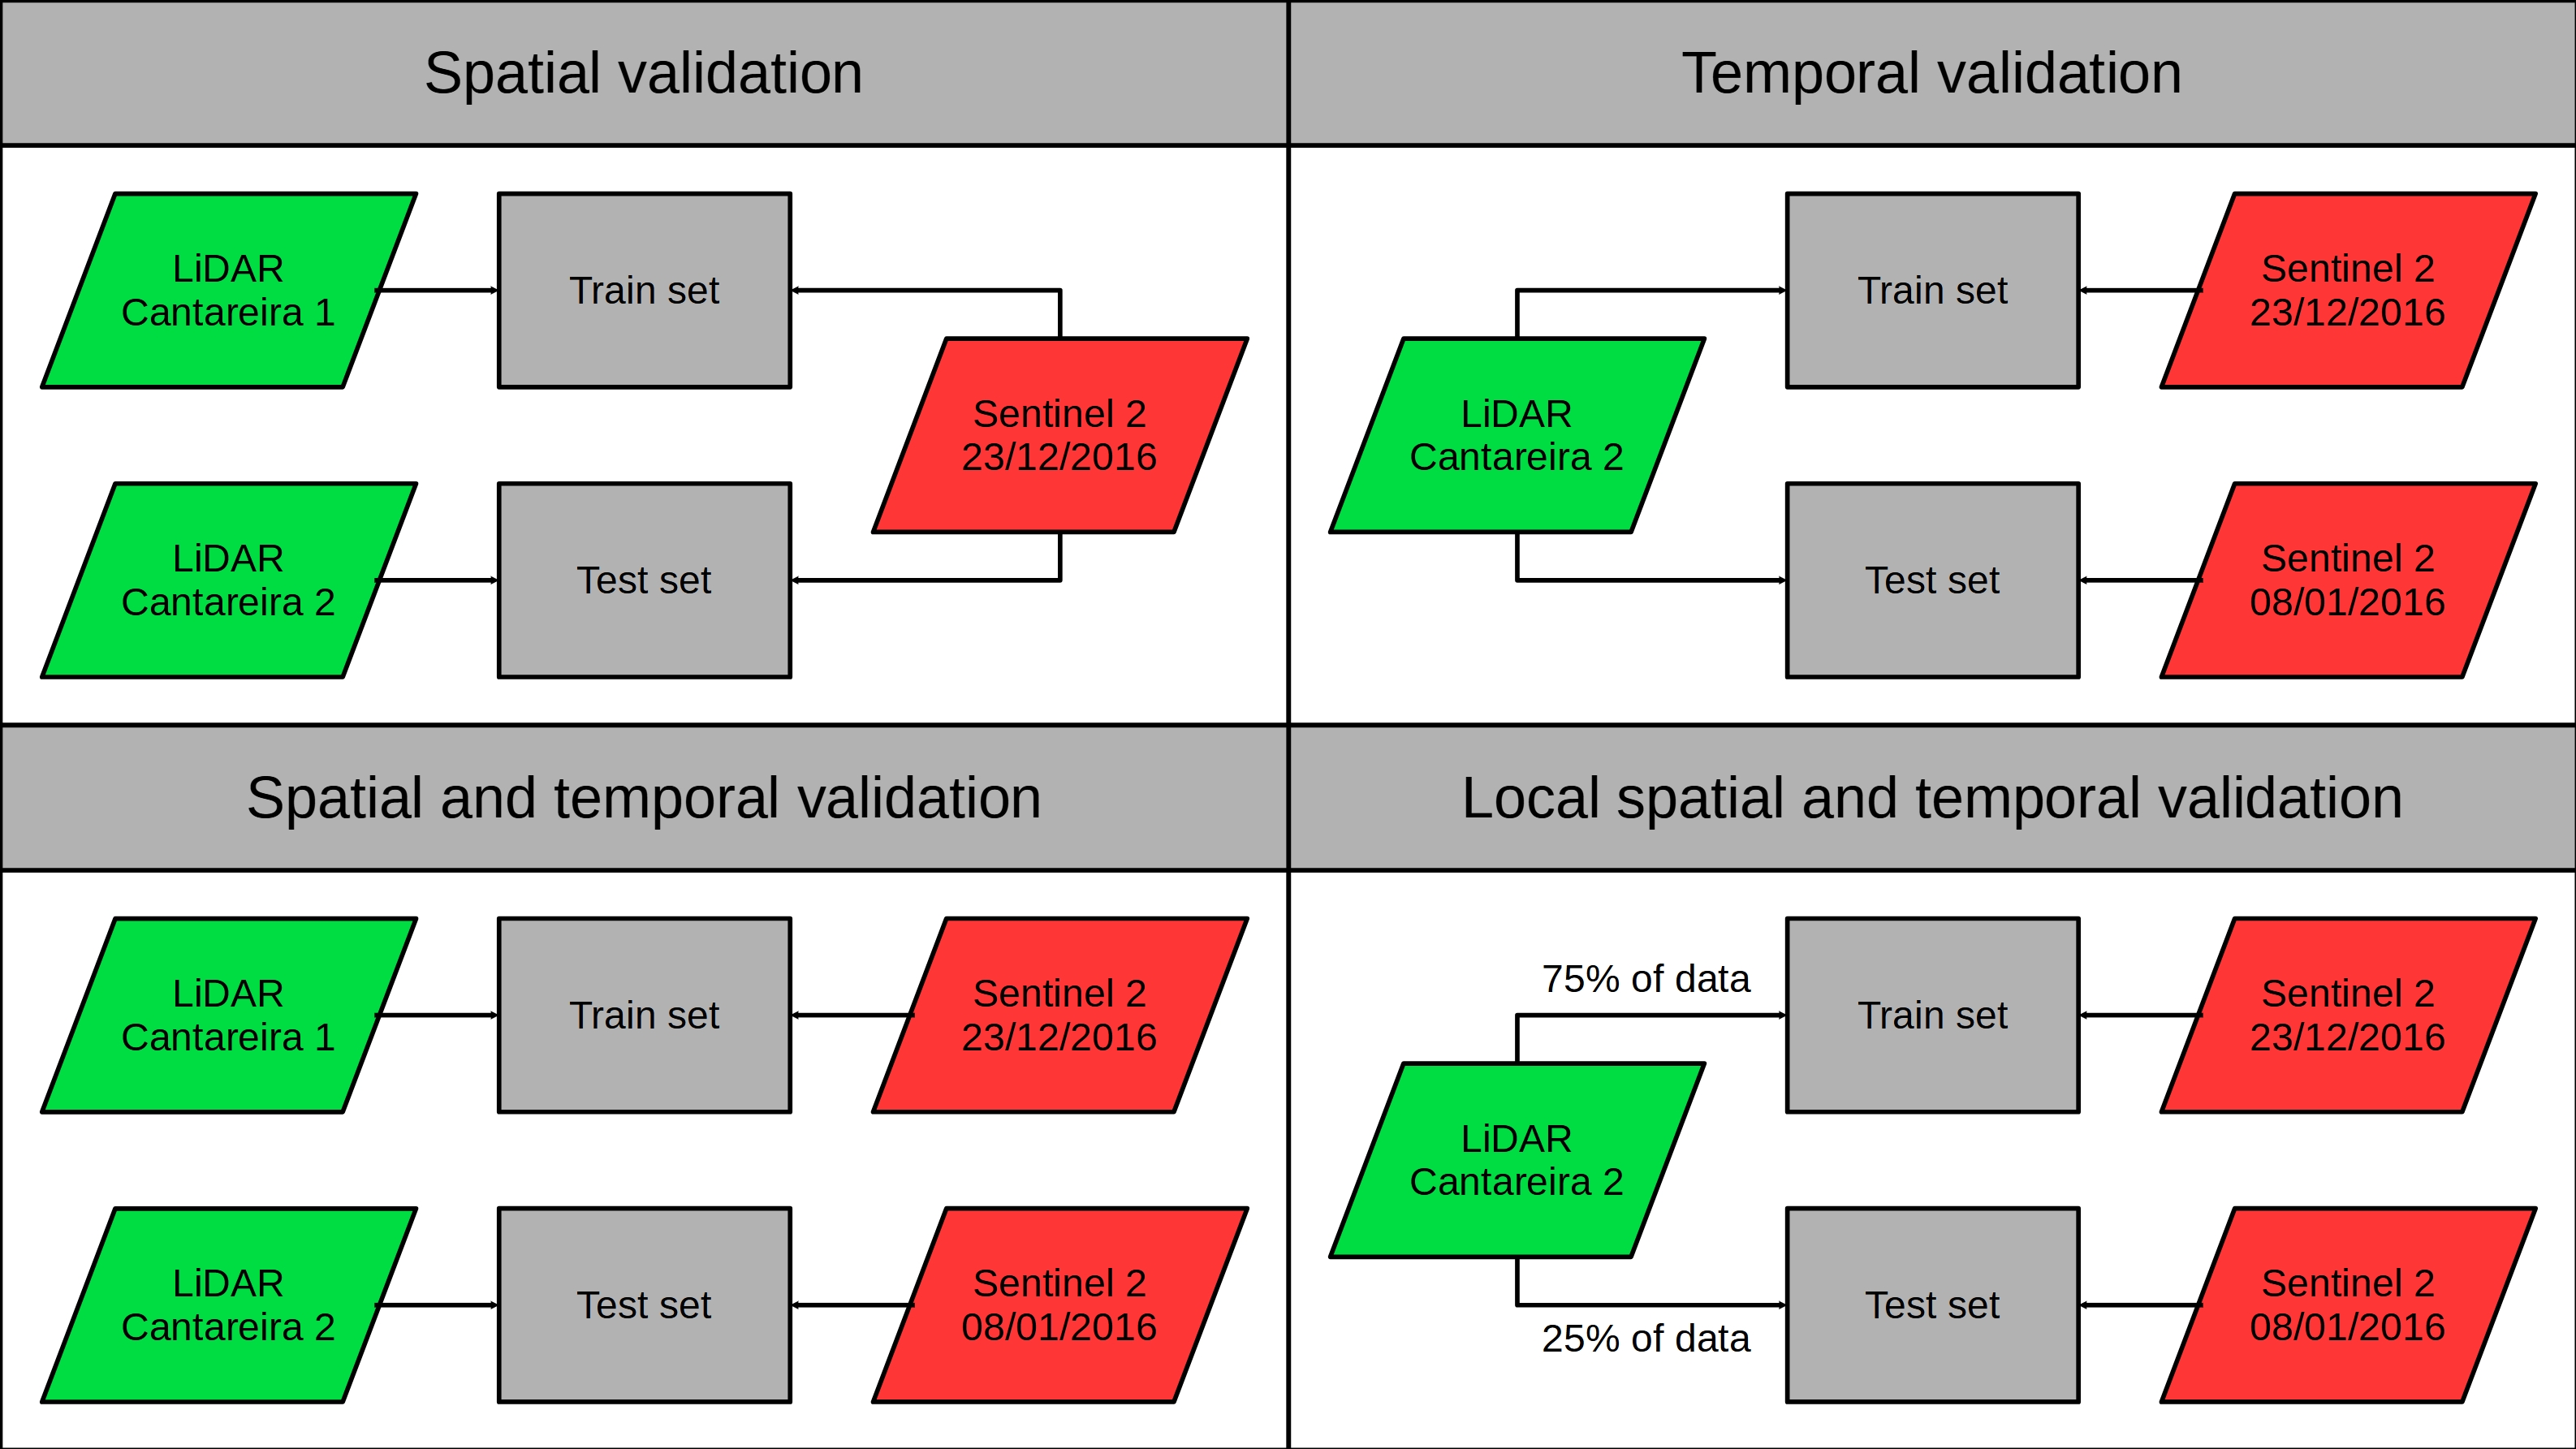 Spatial validation
LiDAR
Cantareira 1
Train set
Sentinel 2
23/12/2016
LiDAR
Cantareira 2
Test set
Temporal validation
LiDAR
Cantareira 2
Train set
Sentinel 2
23/12/2016
Test set
Sentinel 2
08/01/2016
Spatial and temporal validation
LiDAR
Cantareira 1
Train set
Sentinel 2
23/12/2016
LiDAR
Cantareira 2
Test set
Sentinel 2
08/01/2016
Local spatial and temporal validation
75% of data
LiDAR
Cantareira 2
25% of data
Train set
Sentinel 2
23/12/2016
Test set
Sentinel 2
08/01/2016